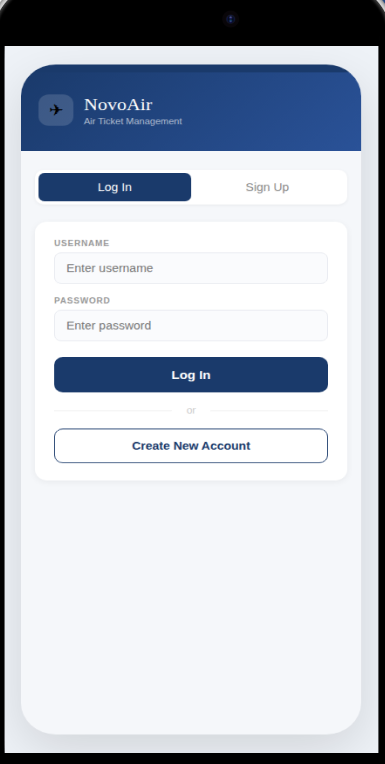 NovoAir
Air Ticket Management
Log In
Sign Up
USERNAME
Enter username
PASSWORD
Enter password
Log In
or
Create New Account